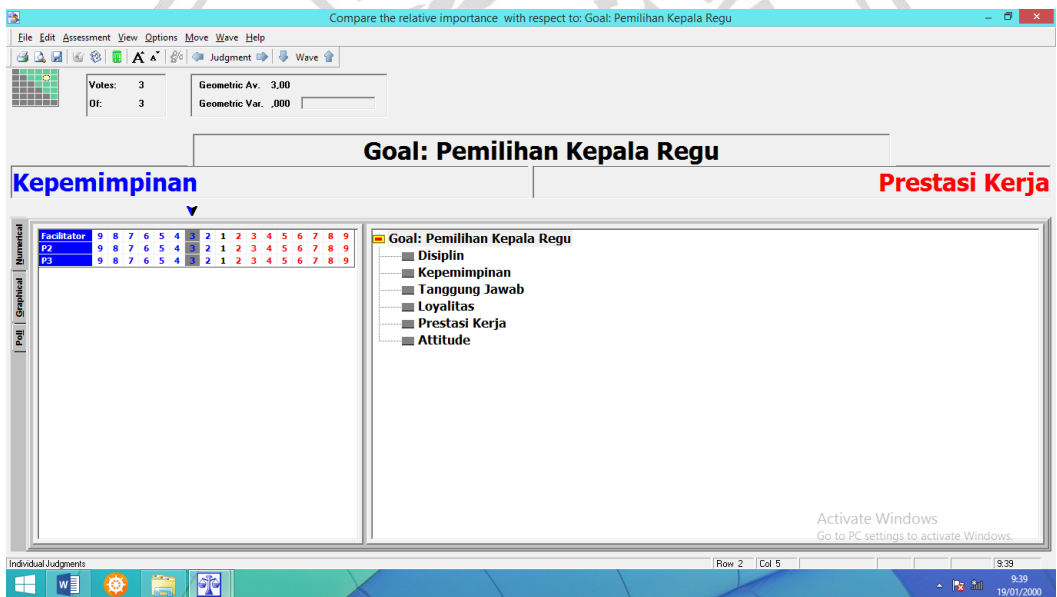 Compare the relative importance with respect to: Goal: Pemilihan Kepala Regu
File Edit Assessment View Options Move Wave Help
Judgment Wave
Votes: 3 Geometric Av. 3,00
Of: 3 Geometric Var. ,000
Goal: Pemilihan Kepala Regu
Kepemimpinan Prestasi Kerja
Numerical
Graphical
Poll
Facilitator 9 8 7 6 5 4 3 2 1 2 3 4 5 6 7 8 9
P2 9 8 7 6 5 4 3 2 1 2 3 4 5 6 7 8 9
P3 9 8 7 6 5 4 3 2 1 2 3 4 5 6 7 8 9
Goal: Pemilihan Kepala Regu
Disiplin
Kepemimpinan
Tanggung Jawab
Loyalitas
Prestasi Kerja
Attitude
Activate Windows
Go to PC settings to activate Windows.
Individual Judgments Row 2 Col 5 9:39
9:39
19/01/2000